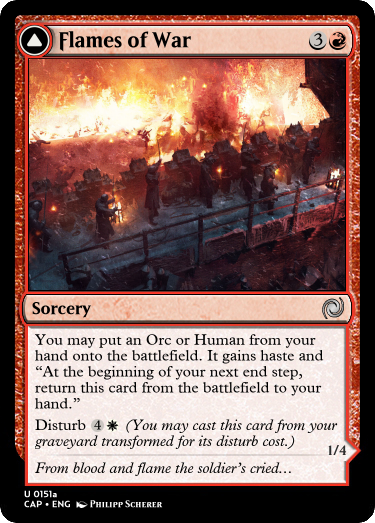 Flames of War 3
Sorcery
You may put an Orc or Human from your
hand onto the battlefield. It gains haste and
“At the beginning of your next end step,
return this card from the battlefield to your
hand.”
Disturb 4 (You may cast this card from your
graveyard transformed for its disturb cost.)
1/4
From blood and flame the soldier's cried…
U 0151a
CAP • ENG Philipp Scherer